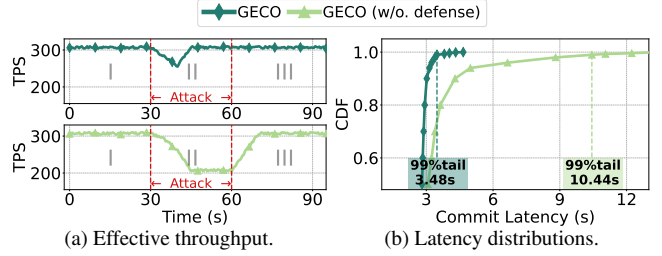 GECO GECO (w/o. defense)
TPS
300
200
I II III
Attack
0 30 60 90
TPS
300
200
I II III
Attack
0 30 60 90
Time (s)
(a) Effective throughput.
CDF
1.0
0.8
0.6
99%tail
3.48s
99%tail
10.44s
3 6 9 12
Commit Latency (s)
(b) Latency distributions.